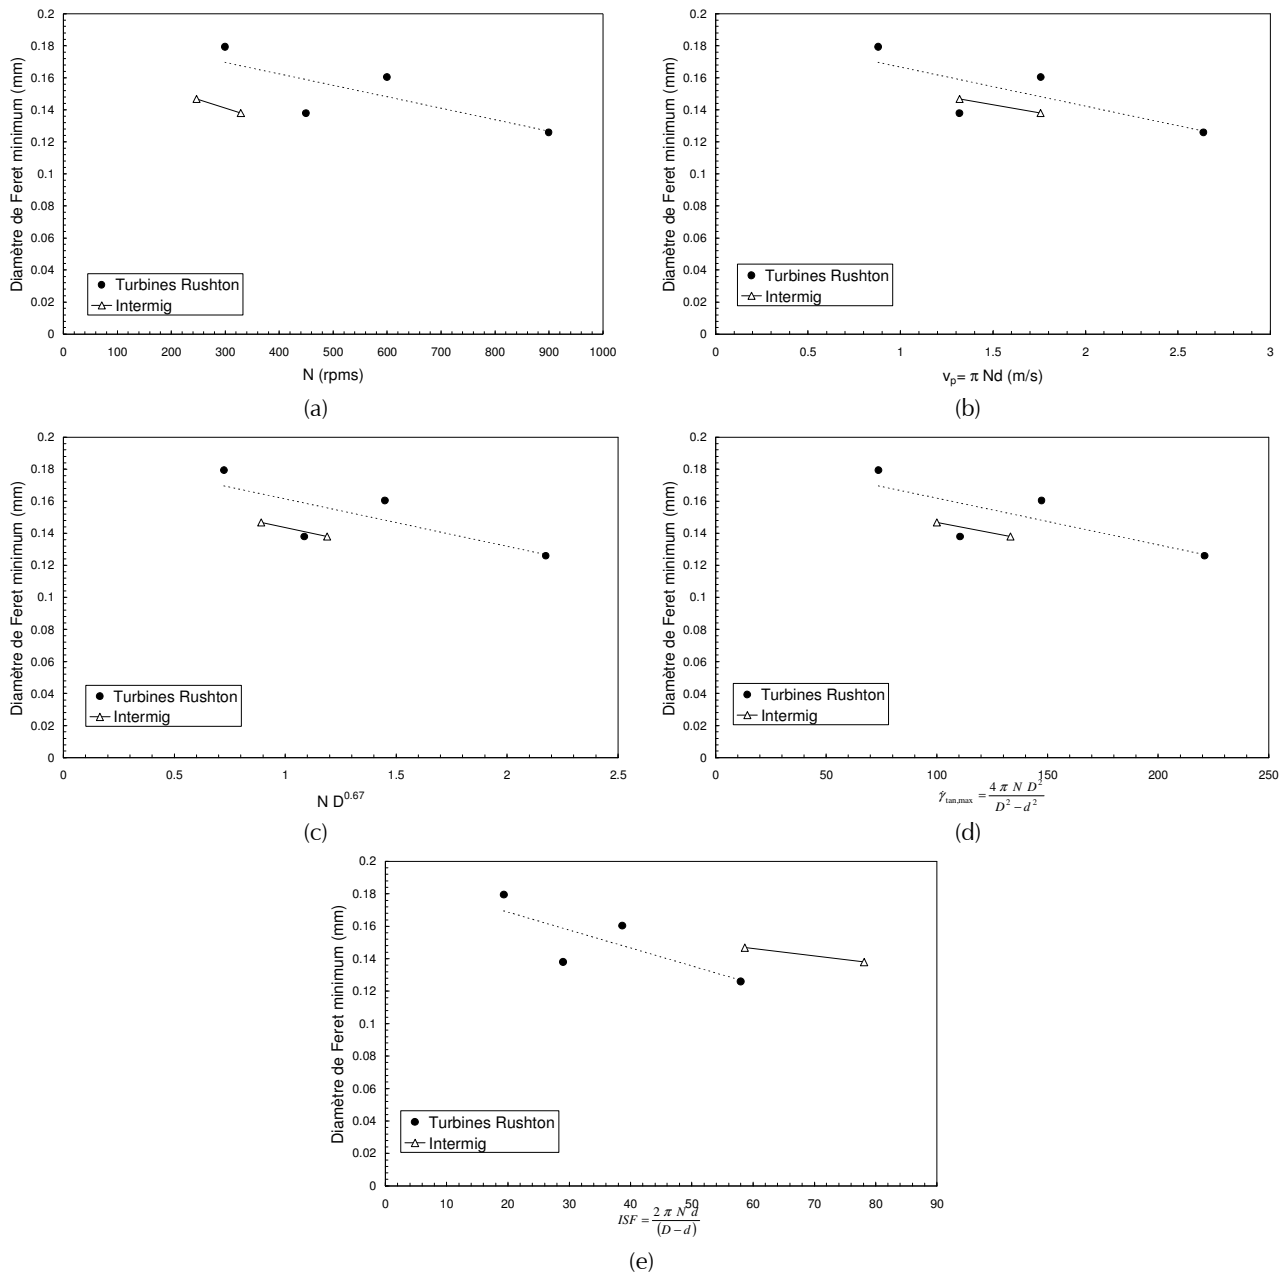 Diamètre de Feret minimum (mm)
0.2
0.18
0.16
0.14
0.12
0.1
0.08
0.06
0.04
0.02
0
Turbines Rushton
Intermig
0 100 200 300 400 500 600 700 800 900 1000
N (rpms)
(a)
Diamètre de Feret minimum (mm)
0.2
0.18
0.16
0.14
0.12
0.1
0.08
0.06
0.04
0.02
0
Turbines Rushton
Intermig
0 1 1.5 2 2.5 3
v_p= π Nd (m/s)
(b)
Diamètre de Feret minimum (mm)
0.2
0.18
0.16
0.14
0.12
0.1
0.08
0.06
0.04
0.02
0
Turbines Rushton
Intermig
0 0.5 1 1.5 2 2.5
N D^0.67
(c)
Diamètre de Feret minimum (mm)
0.2
0.18
0.16
0.14
0.12
0.1
0.08
0.06
0.04
0.02
0
Turbines Rushton
Intermig
0 50 100 150 200 250
γ̇_tan,max = 4 π N D² / D² − d²
(d)
Diamètre de Feret minimum (mm)
0.2
0.18
0.16
0.14
0.12
0.1
0.08
0.06
0.04
0.02
0
Turbines Rushton
Intermig
0 10 20 30 40 50 60 70 80 90
ISF = 2 π N d / (D − d)
(e)